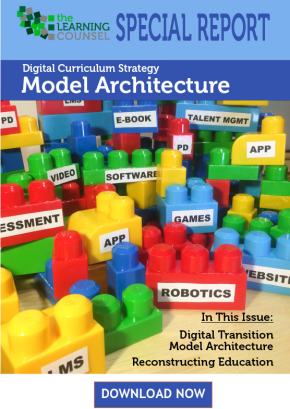 the
LEARNING
COUNSEL
SPECIAL REPORT
Digital Curriculum Strategy
Model Architecture
LMS
PD
E-BOOK
TALENT MGMT
PD
APP
VIDEO
SOFTWARE
ESSMENT
GAMES
APP
WEBSITE
ROBOTICS
LMS
In This Issue:
Digital Transition
Model Architecture
Reconstructing Education
DOWNLOAD NOW